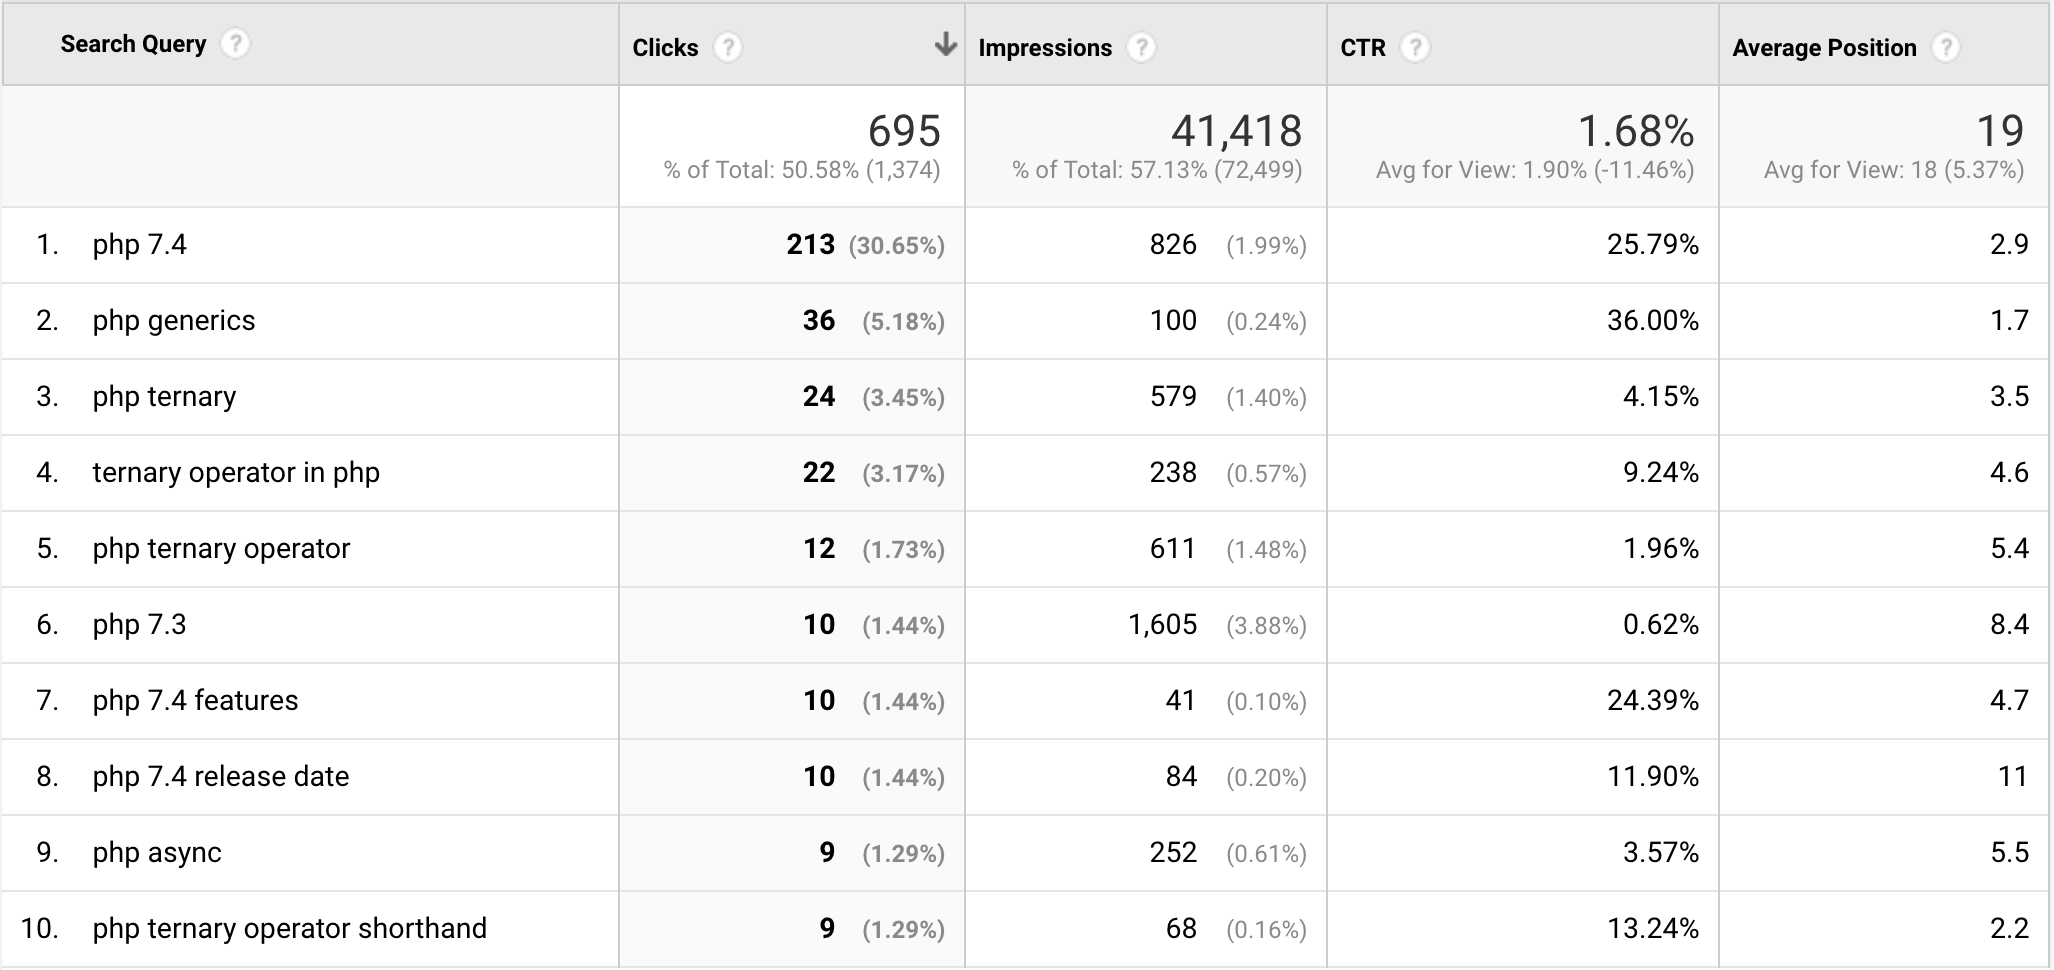 Search Query ? Clicks ? Impressions ? CTR ? Average Position ?
695 41,418 1.68% 19
% of Total: 50.58% (1,374) % of Total: 57.13% (72,499) Avg for View: 1.90% (-11.46%) Avg for View: 18 (5.37%)
1. php 7.4 213 (30.65%) 826 (1.99%) 25.79% 2.9
2. php generics 36 (5.18%) 100 (0.24%) 36.00% 1.7
3. php ternary 24 (3.45%) 579 (1.40%) 4.15% 3.5
4. ternary operator in php 22 (3.17%) 238 (0.57%) 9.24% 4.6
5. php ternary operator 12 (1.73%) 611 (1.48%) 1.96% 5.4
6. php 7.3 10 (1.44%) 1,605 (3.88%) 0.62% 8.4
7. php 7.4 features 10 (1.44%) 41 (0.10%) 24.39% 4.7
8. php 7.4 release date 10 (1.44%) 84 (0.20%) 11.90% 11
9. php async 9 (1.29%) 252 (0.61%) 3.57% 5.5
10. php ternary operator shorthand 9 (1.29%) 68 (0.16%) 13.24% 2.2